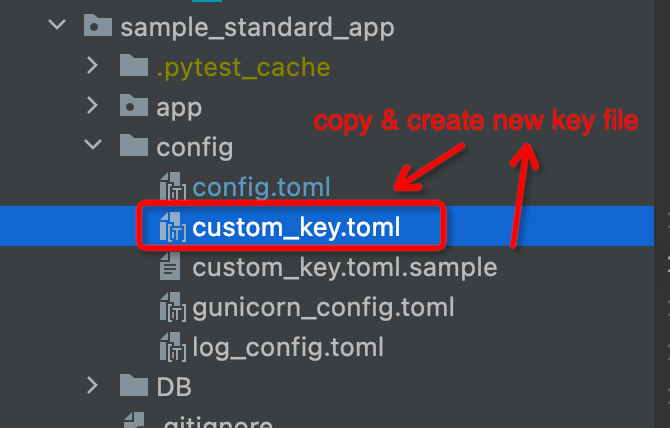 sample_standard_app
.pytest_cache
app
copy & create new key file
config
config.toml
custom_key.toml
custom_key.toml.sample
gunicorn_config.toml
log_config.toml
DB
.gitignore